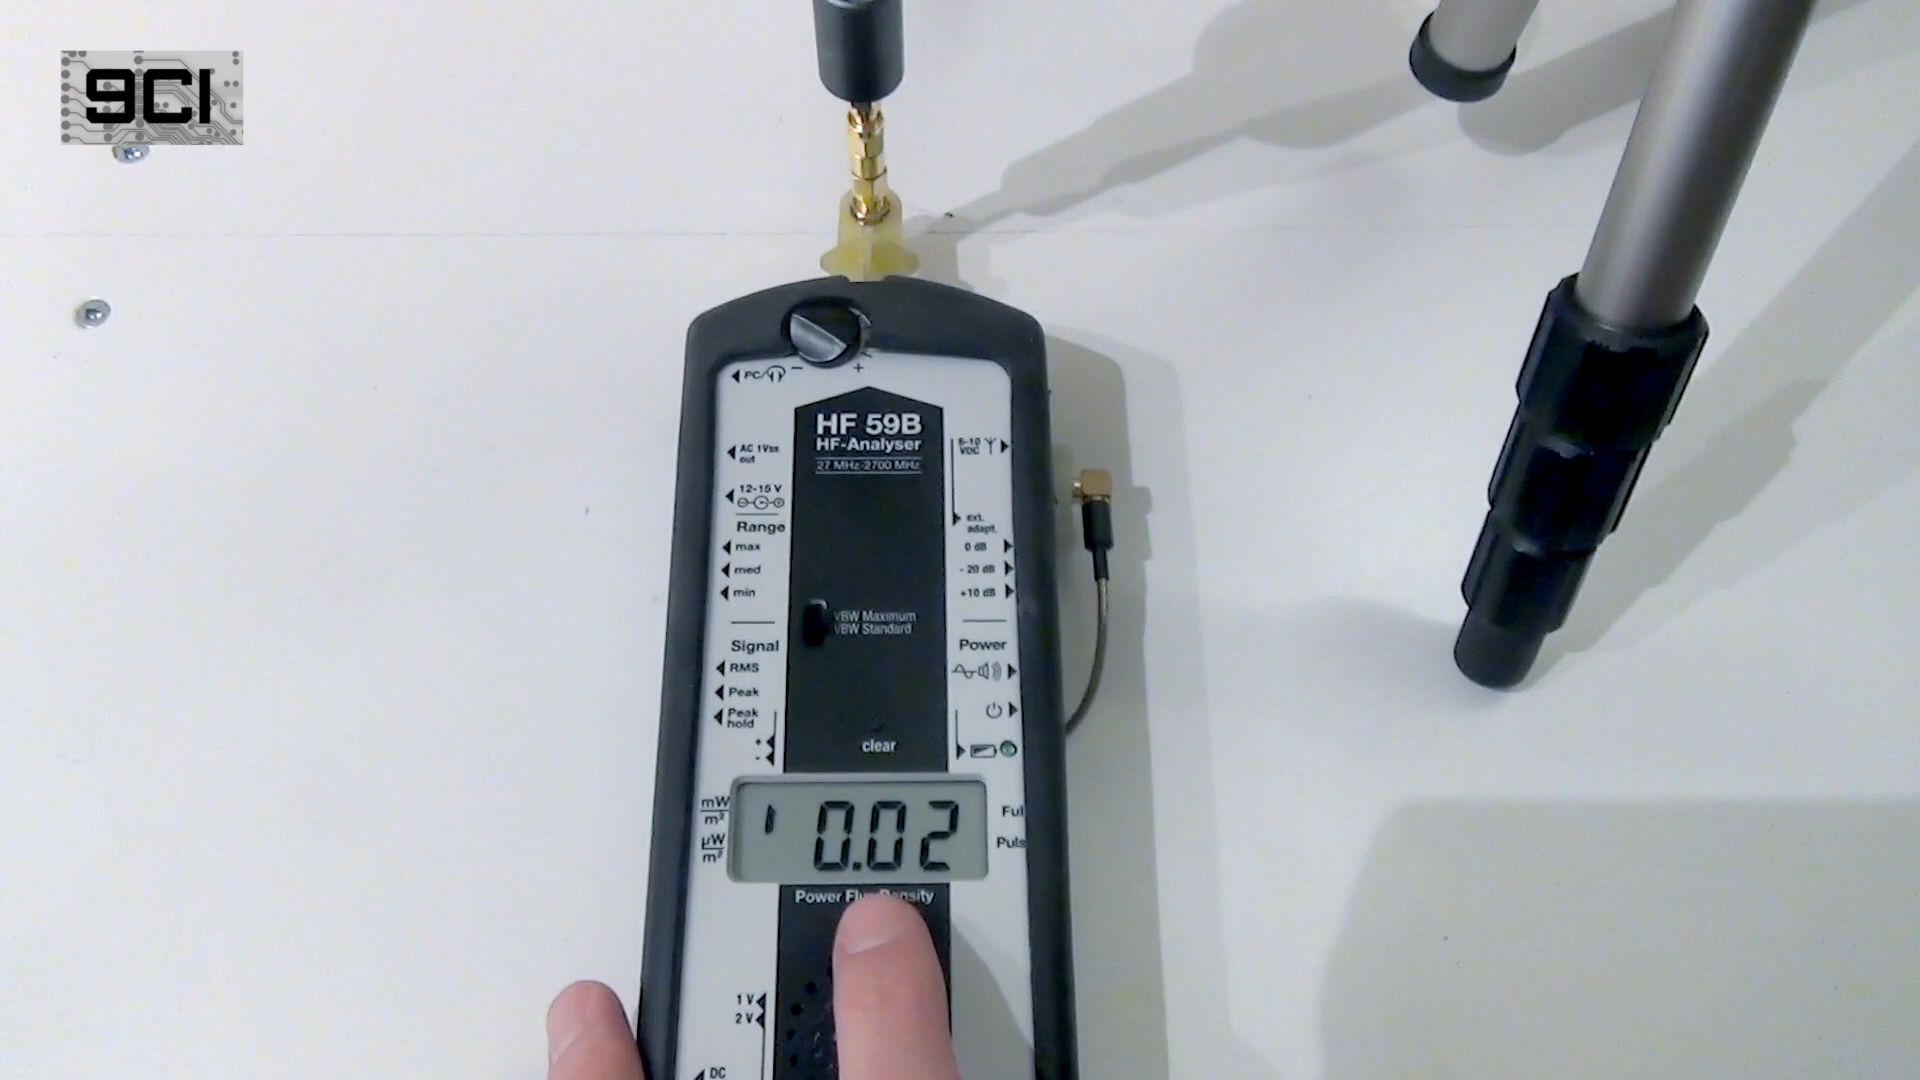 9CI
PC/
- +
HF 59B
HF-Analyser
27 MHz-2700 MHz
AC 1Vss
out
12-15 V
Range
max
med
min
6-10
VDC
ext.
adapt.
0 dB
- 20 dB
+10 dB
VBW Maximum
VBW Standard
Signal
RMS
Peak
Peak
hold
+
-
Power
clear
mW
m²
µW
m²
0.02
Ful
Puls
Power Flux Density
1 V
2 V
DC